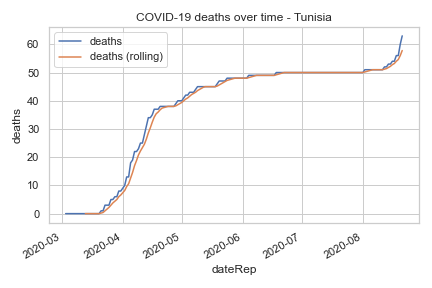 COVID-19 deaths over time - Tunisia
deaths
deaths (rolling)
60
50
40
30
20
10
0
deaths
2020-03
2020-04
2020-05
2020-06
2020-07
2020-08
dateRep